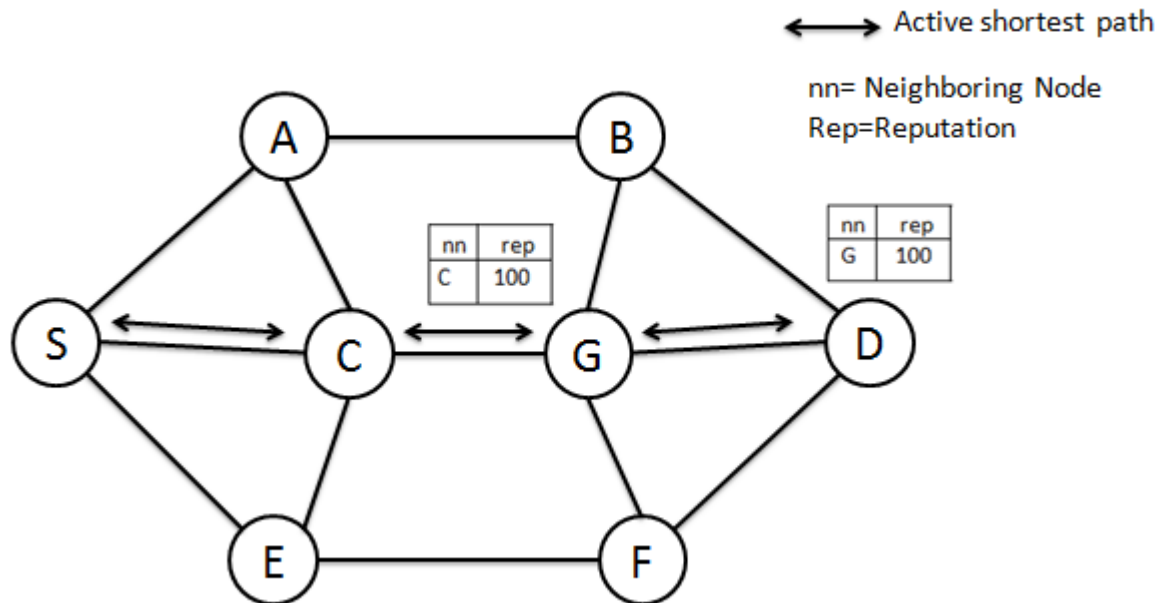 Active shortest path
nn= Neighboring Node
Rep=Reputation
A
B
nn rep
C 100
nn rep
G 100
S
C
G
D
E
F